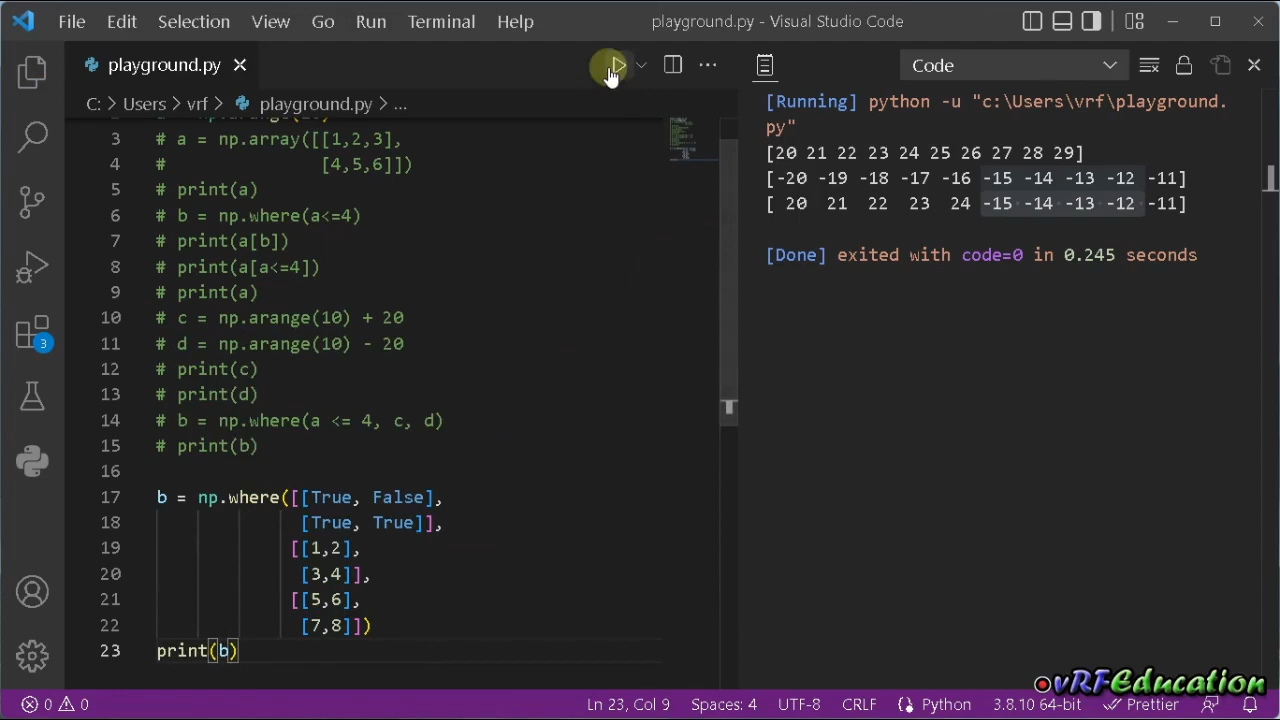 File Edit Selection View Go Run Terminal Help playground.py - Visual Studio Code
playground.py
Code
C: > Users > vrf > playground.py > ...
3 # a = np.array([[1,2,3],
4 # [4,5,6]])
5 # print(a)
6 # b = np.where(a<=4)
7 # print(a[b])
8 # print(a[a<=4])
9 # print(a)
10 # c = np.arange(10) + 20
11 # d = np.arange(10) - 20
12 # print(c)
13 # print(d)
14 # b = np.where(a <= 4, c, d)
15 # print(b)
16
17 b = np.where([[True, False],
18 [True, True]],
19 [[1,2],
20 [3,4]],
21 [[5,6],
22 [7,8]])
23 print(b)
[Running] python -u "c:\Users\vrf\playground.
py"
[20 21 22 23 24 25 26 27 28 29]
[-20 -19 -18 -17 -16 -15 -14 -13 -12 -11]
[ 20 21 22 23 24 -15 -14 -13 -12 -11]
[Done] exited with code=0 in 0.245 seconds
3
vRFEducation
0 0 Ln 23, Col 9 Spaces: 4 UTF-8 CRLF Python 3.8.10 64-bit Prettier